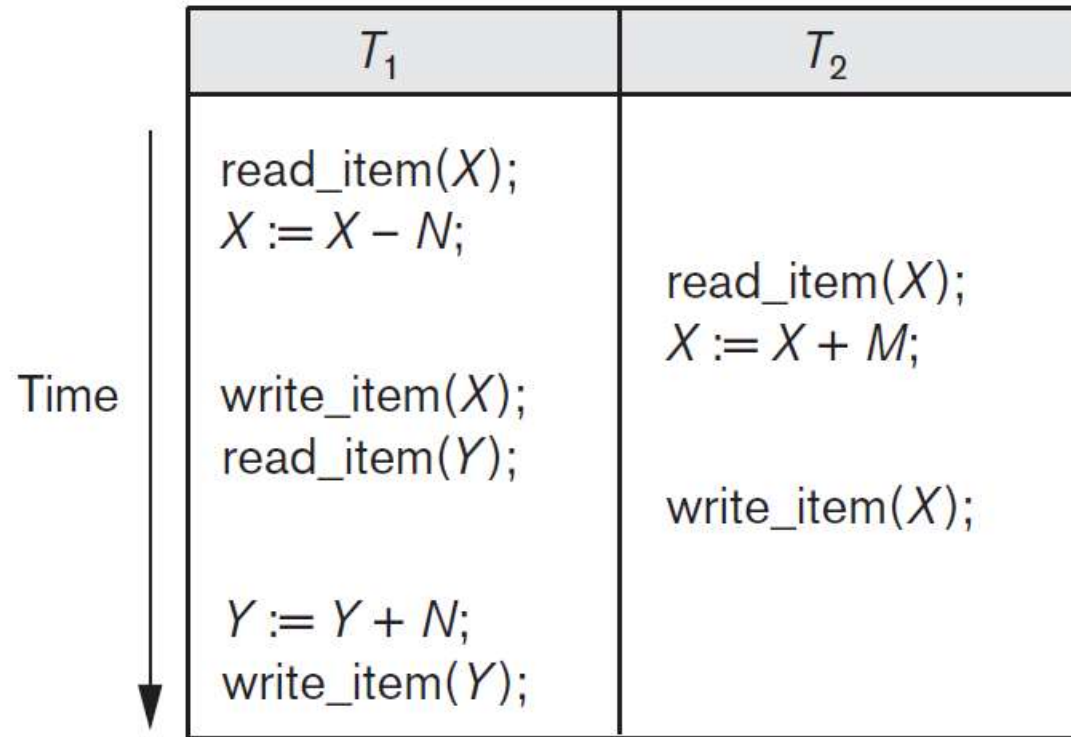 T₁ T₂
read_item(X);
X := X – N;
read_item(X);
X := X + M;
Time
write_item(X);
read_item(Y);
write_item(X);
Y := Y + N;
write_item(Y);